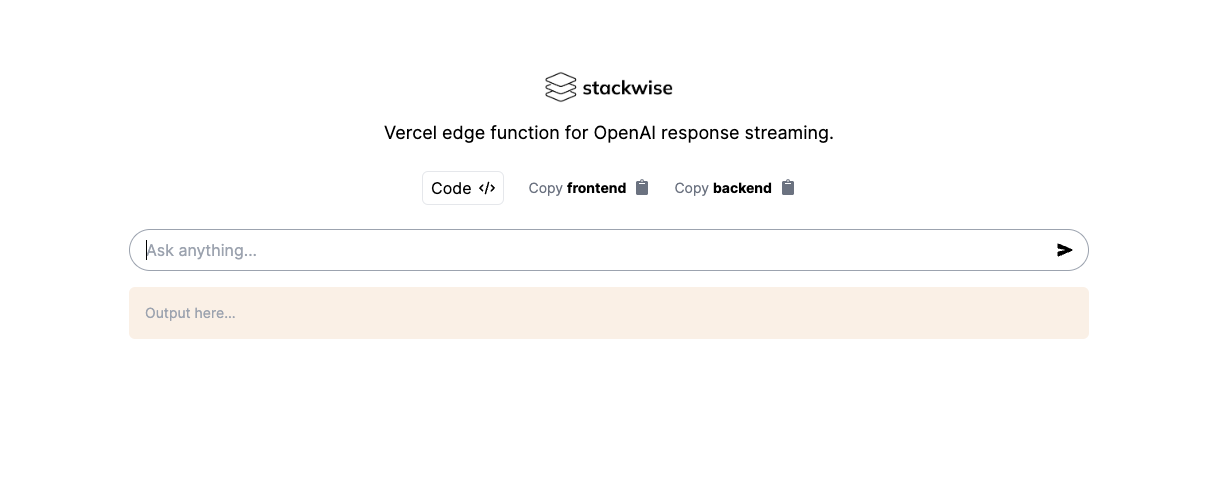 stackwise
Vercel edge function for OpenAI response streaming.
Code </> Copy frontend Copy backend
Ask anything...
Output here...